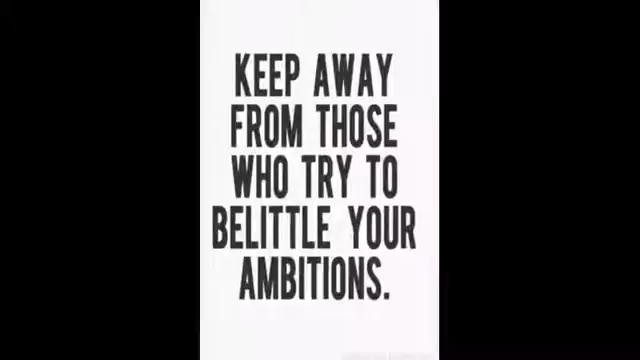 KEEP AWAY
FROM THOSE
WHO TRY TO
BELITTLE YOUR
AMBITIONS.